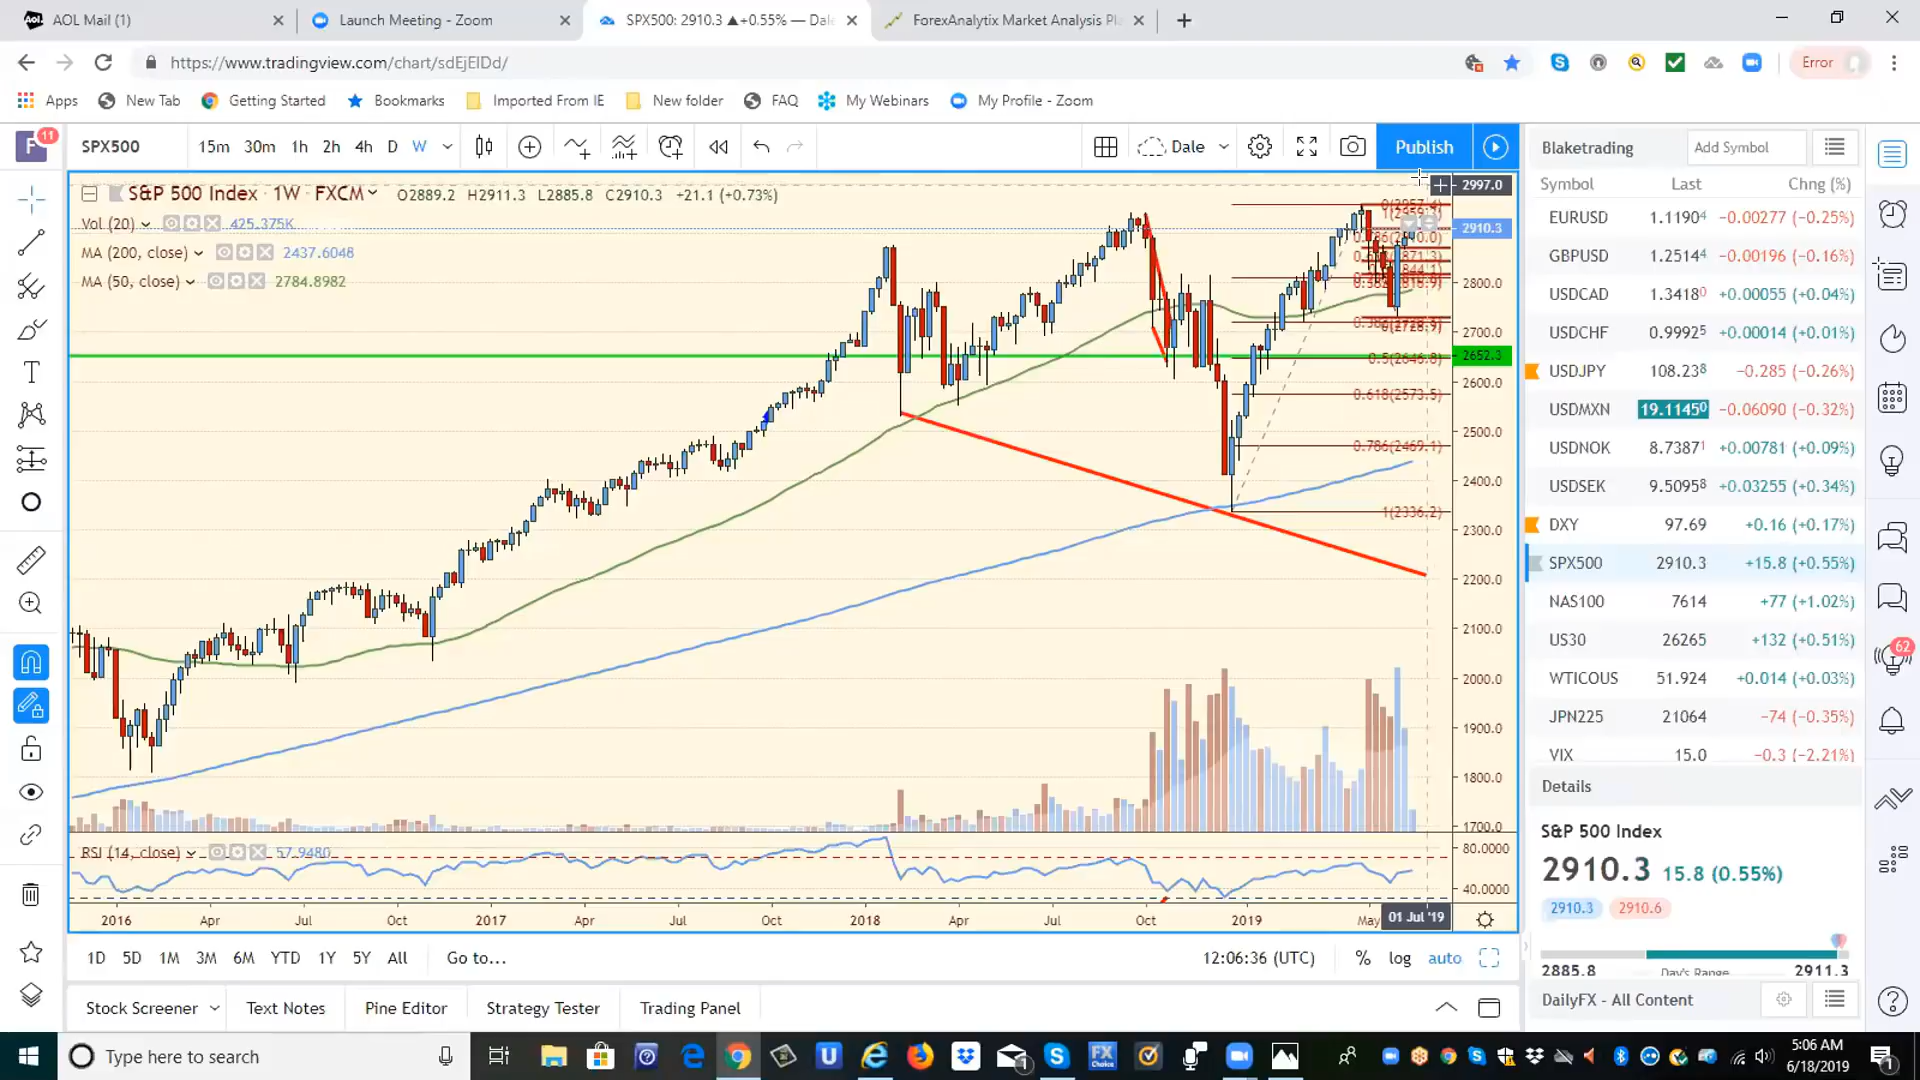 AOL Mail (1)
Launch Meeting - Zoom
SPX500: 2910.3 ▲+0.55% — Dale
ForexAnalytix Market Analysis Pl
https://www.tradingview.com/chart/sdEjEIDd/
Error
Apps
New Tab
Getting Started
Bookmarks
Imported From IE
New folder
FAQ
My Webinars
My Profile - Zoom
11
SPX500
15m 30m 1h 2h 4h D W
Dale
Publish
S&P 500 Index · 1W · FXCM O2889.2 H2911.3 L2885.8 C2910.3 +21.1 (+0.73%)
Vol (20) 425.375K
MA (200, close) 2437.6048
MA (50, close) 2784.8982
0(2957.4)
0.5(2646.8)
0.618(2573.5)
0.786(2469.1)
1(2336.2)
2997.0
2910.3
2800.0
2700.0
2652.3
2600.0
2500.0
2400.0
2300.0
2200.0
2100.0
2000.0
1900.0
1800.0
1700.0
RSI (14, close) 57.9480
80.0000
40.0000
2016 Apr Jul Oct 2017 Apr Jul Oct 2018 Apr Jul Oct 2019 May 01 Jul '19
1D 5D 1M 3M 6M YTD 1Y 5Y All Go to...
12:06:36 (UTC) % log auto
Stock Screener Text Notes Pine Editor Strategy Tester Trading Panel
Blaketrading Add Symbol
Symbol Last Chng (%)
EURUSD 1.11904 −0.00277 (−0.25%)
GBPUSD 1.25144 −0.00196 (−0.16%)
USDCAD 1.34180 +0.00055 (+0.04%)
USDCHF 0.99925 +0.00014 (+0.01%)
USDJPY 108.238 −0.285 (−0.26%)
USDMXN 19.11450 −0.06090 (−0.32%)
USDNOK 8.73871 +0.00781 (+0.09%)
USDSEK 9.50958 +0.03255 (+0.34%)
DXY 97.69 +0.16 (+0.17%)
SPX500 2910.3 +15.8 (+0.55%)
NAS100 7614 +77 (+1.02%)
US30 26265 +132 (+0.51%)
WTICOUS 51.924 +0.014 (+0.03%)
JPN225 21064 −74 (−0.35%)
VIX 15.0 −0.3 (−2.21%)
Details
S&P 500 Index
2910.3 15.8 (0.55%)
2910.3 2910.6
2885.8 Day's Range 2911.3
DailyFX - All Content
62
Type here to search
5:06 AM
6/18/2019